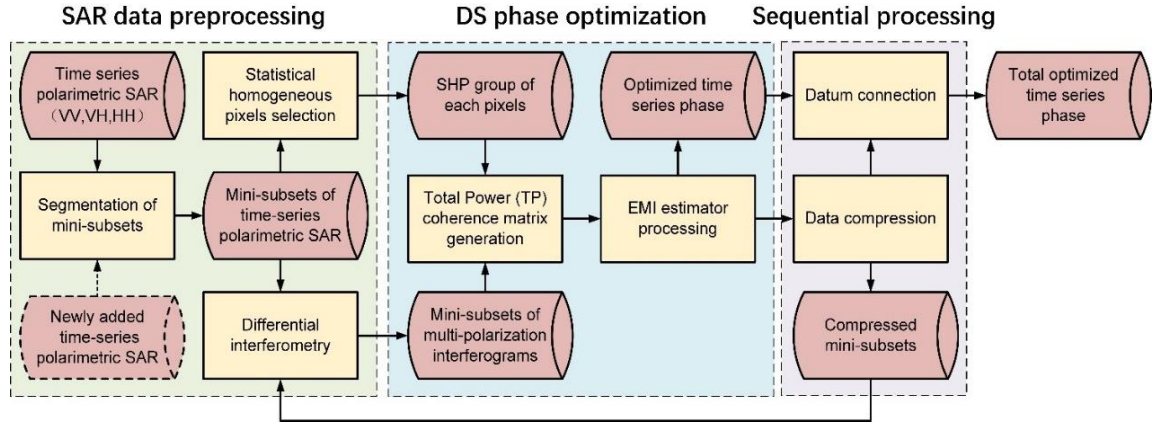 SAR data preprocessing
DS phase optimization
Sequential processing
Time series
polarimetric SAR
（VV,VH,HH）
Statistical
homogeneous
pixels selection
SHP group of
each pixels
Optimized time
series phase
Datum connection
Total optimized
time series
phase
Segmentation of
mini-subsets
Mini-subsets of
time-series
polarimetric SAR
Total Power (TP)
coherence matrix
generation
EMI estimator
processing
Data compression
Newly added
time-series
polarimetric SAR
Differential
interferometry
Mini-subsets of
multi-polarization
interferograms
Compressed
mini-subsets